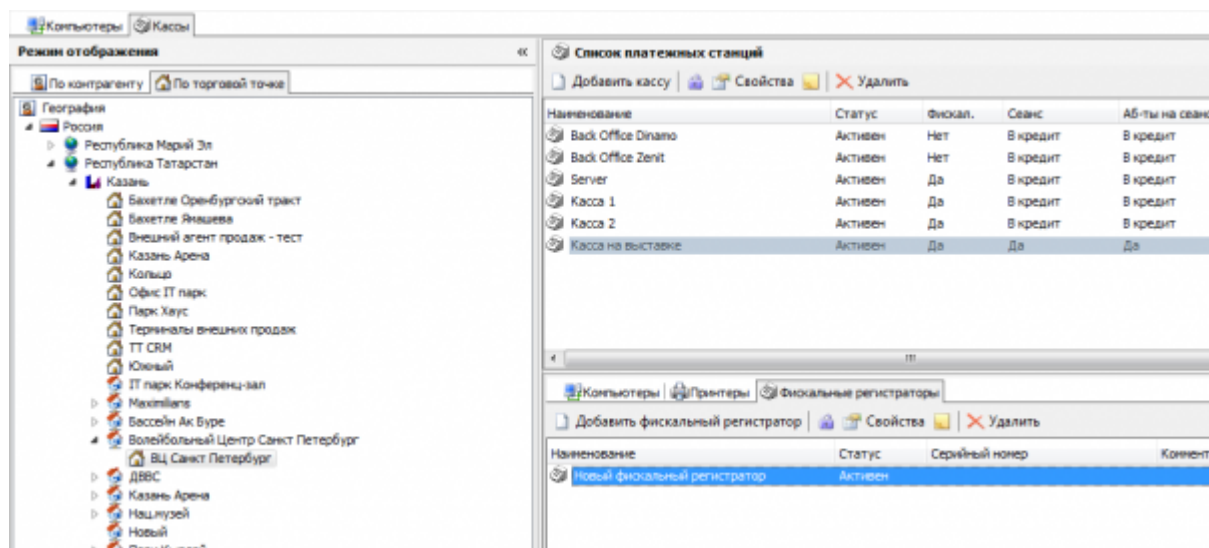 Компьютеры Кассы
Режим отображения «
По контрагенту По торговой точке
География
Россия
Республика Марий Эл
Республика Татарстан
Казань
Бахетле Оренбургский тракт
Бахетле Ямашева
Внешний агент продаж - тест
Казань Арена
Кольцо
Офис IT парк
Парк Хаус
Терминалы внешних продаж
ТТ CRM
Южный
IT парк Конференц-зал
Maximilians
Бассейн Ак Буре
Волейбольный Центр Санкт Петербург
ВЦ Санкт Петербург
ДВВС
Казань Арена
Нац.музей
Новый
Список платежных станций
Добавить кассу Свойства Удалить
Наименование Статус Фискал. Сеанс Аб-ты на сеанс
Back Office Dinamo Активен Нет В кредит В кредит
Back Office Zenit Активен Нет В кредит В кредит
Server Активен Да В кредит В кредит
Касса 1 Активен Да В кредит В кредит
Касса 2 Активен Да В кредит В кредит
Касса на выставке Активен Да Да Да
Компьютеры Принтеры Фискальные регистраторы
Добавить фискальный регистратор Свойства Удалить
Наименование Статус Серийный номер Коммент
Новый фискальный регистратор Активен